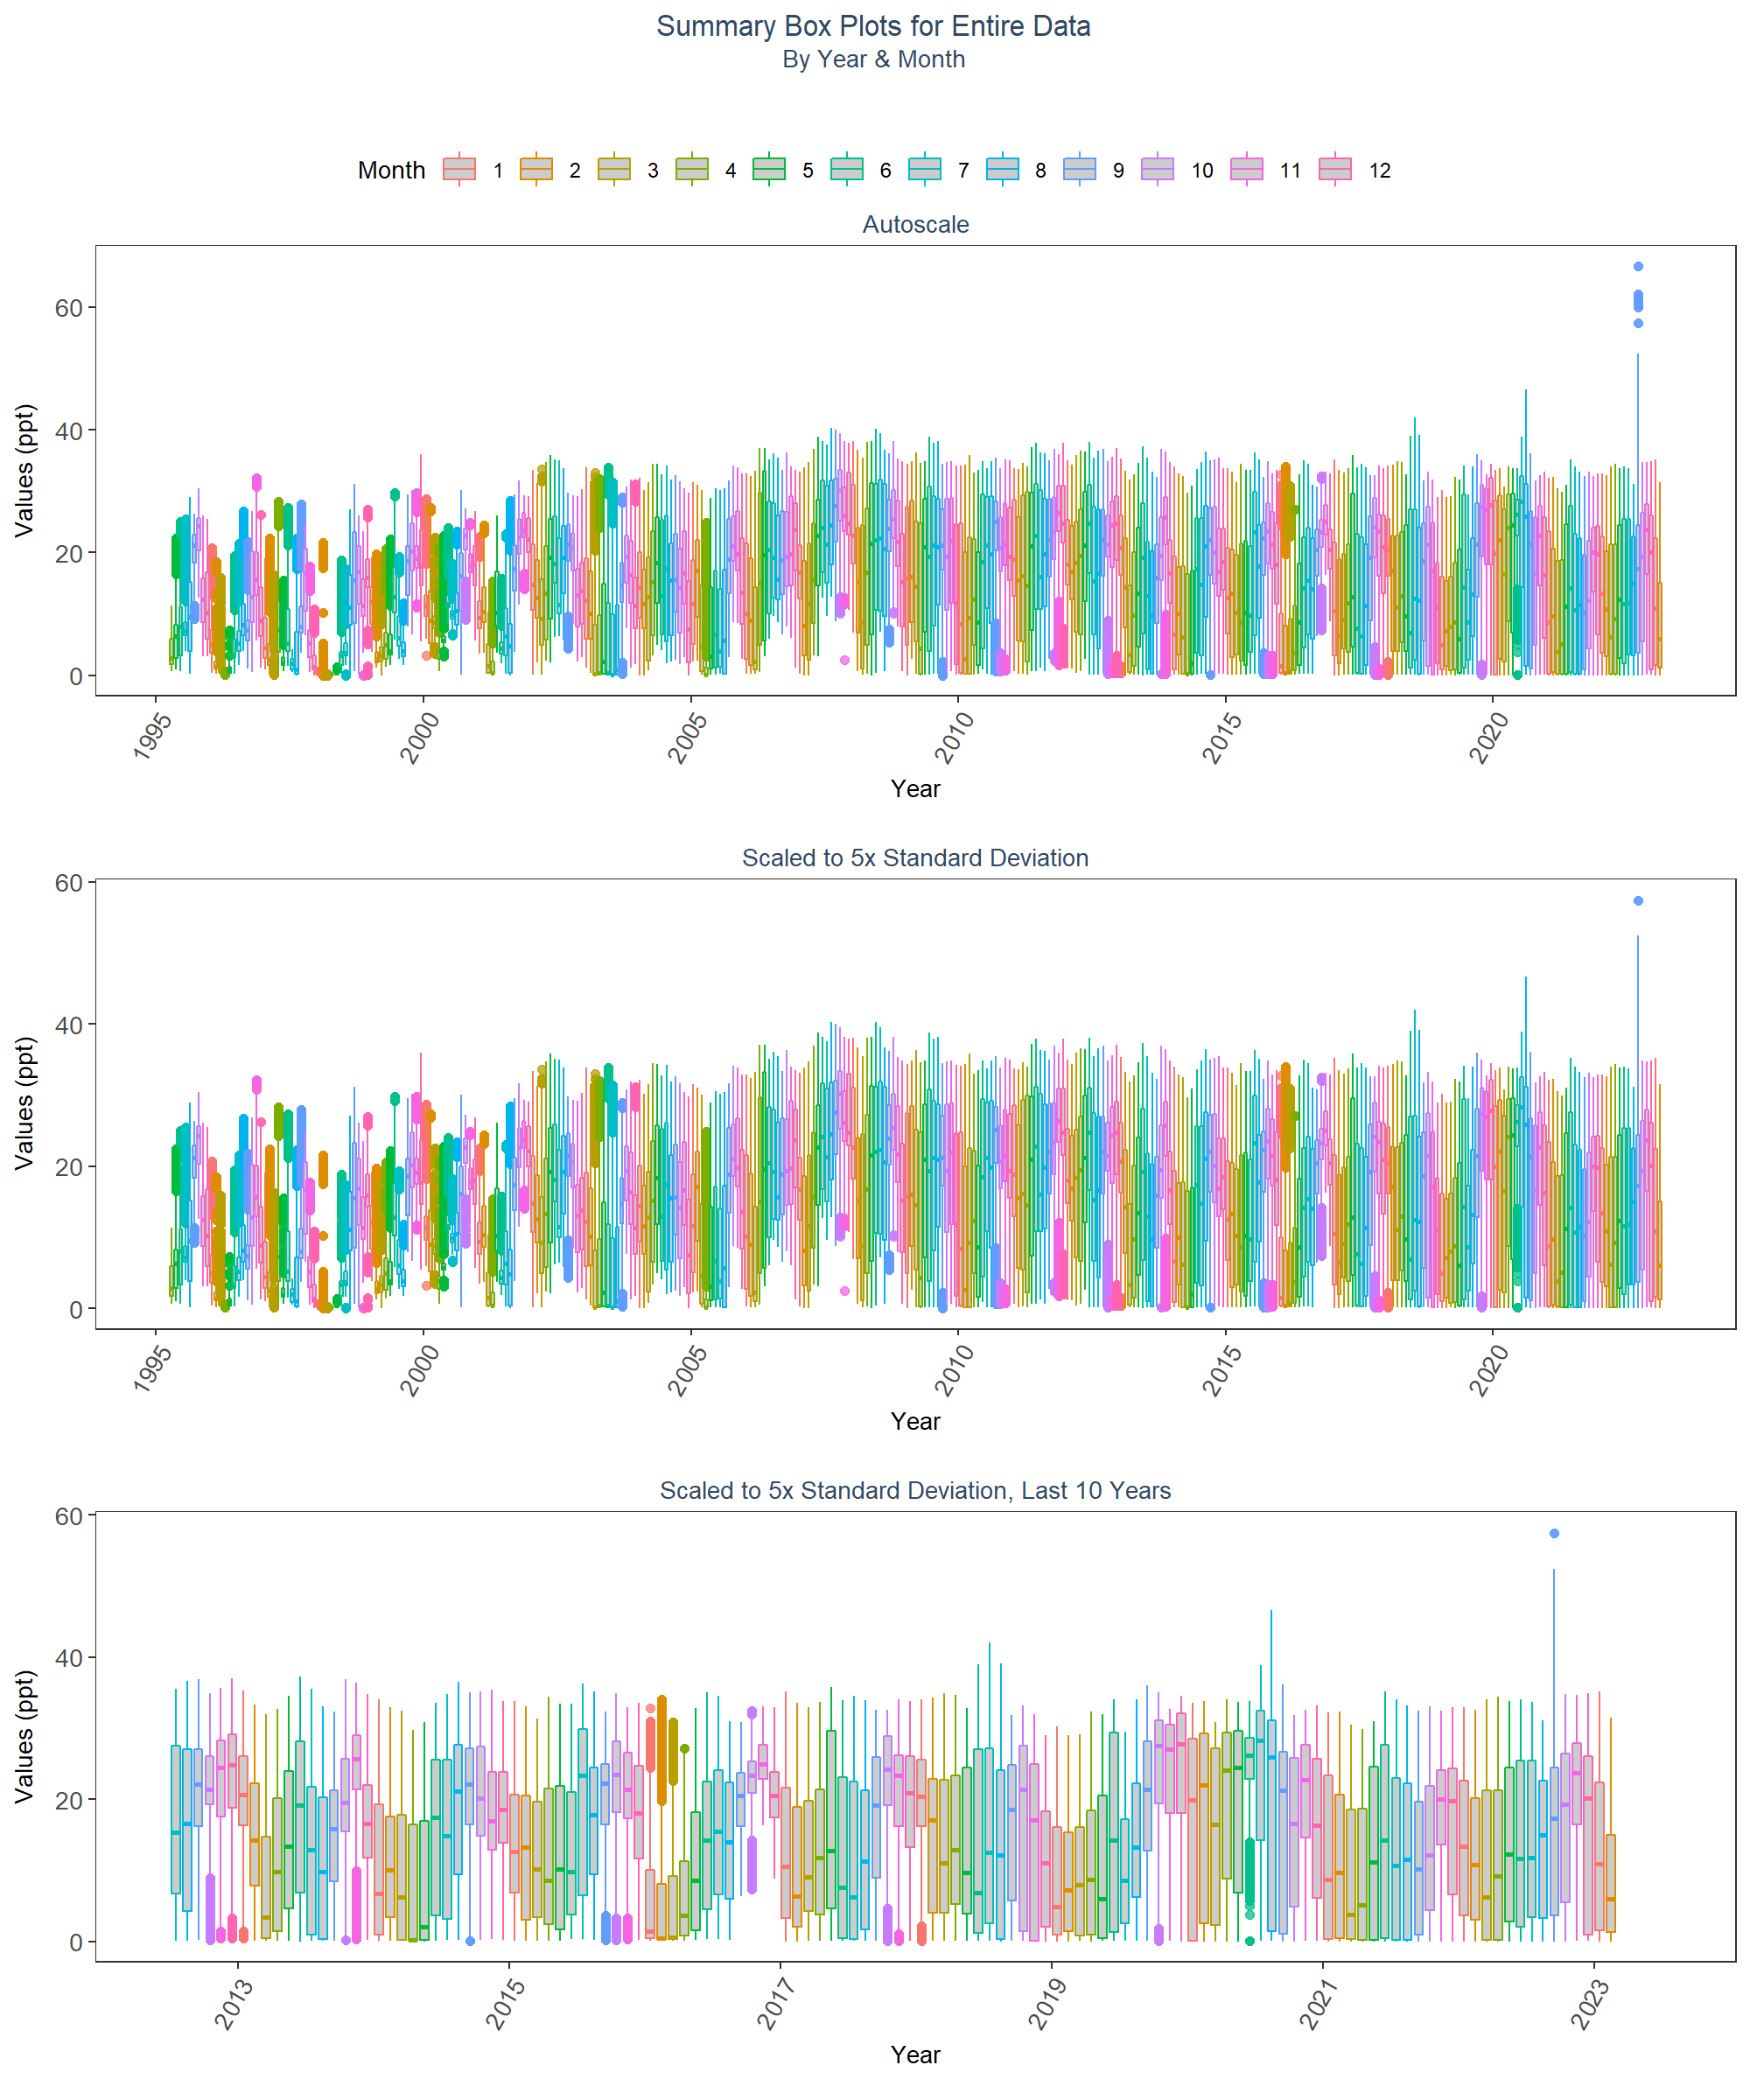 Summary Box Plots for Entire Data
By Year & Month
Month 1 2 3 4 5 6 7 8 9 10 11 12
Autoscale
Values (ppt)
60
40
20
0
1995 2000 2005 2010 2015 2020
Year
Scaled to 5x Standard Deviation
Values (ppt)
60
40
20
0
1995 2000 2005 2010 2015 2020
Year
Scaled to 5x Standard Deviation, Last 10 Years
Values (ppt)
60
40
20
0
2013 2015 2017 2019 2021 2023
Year